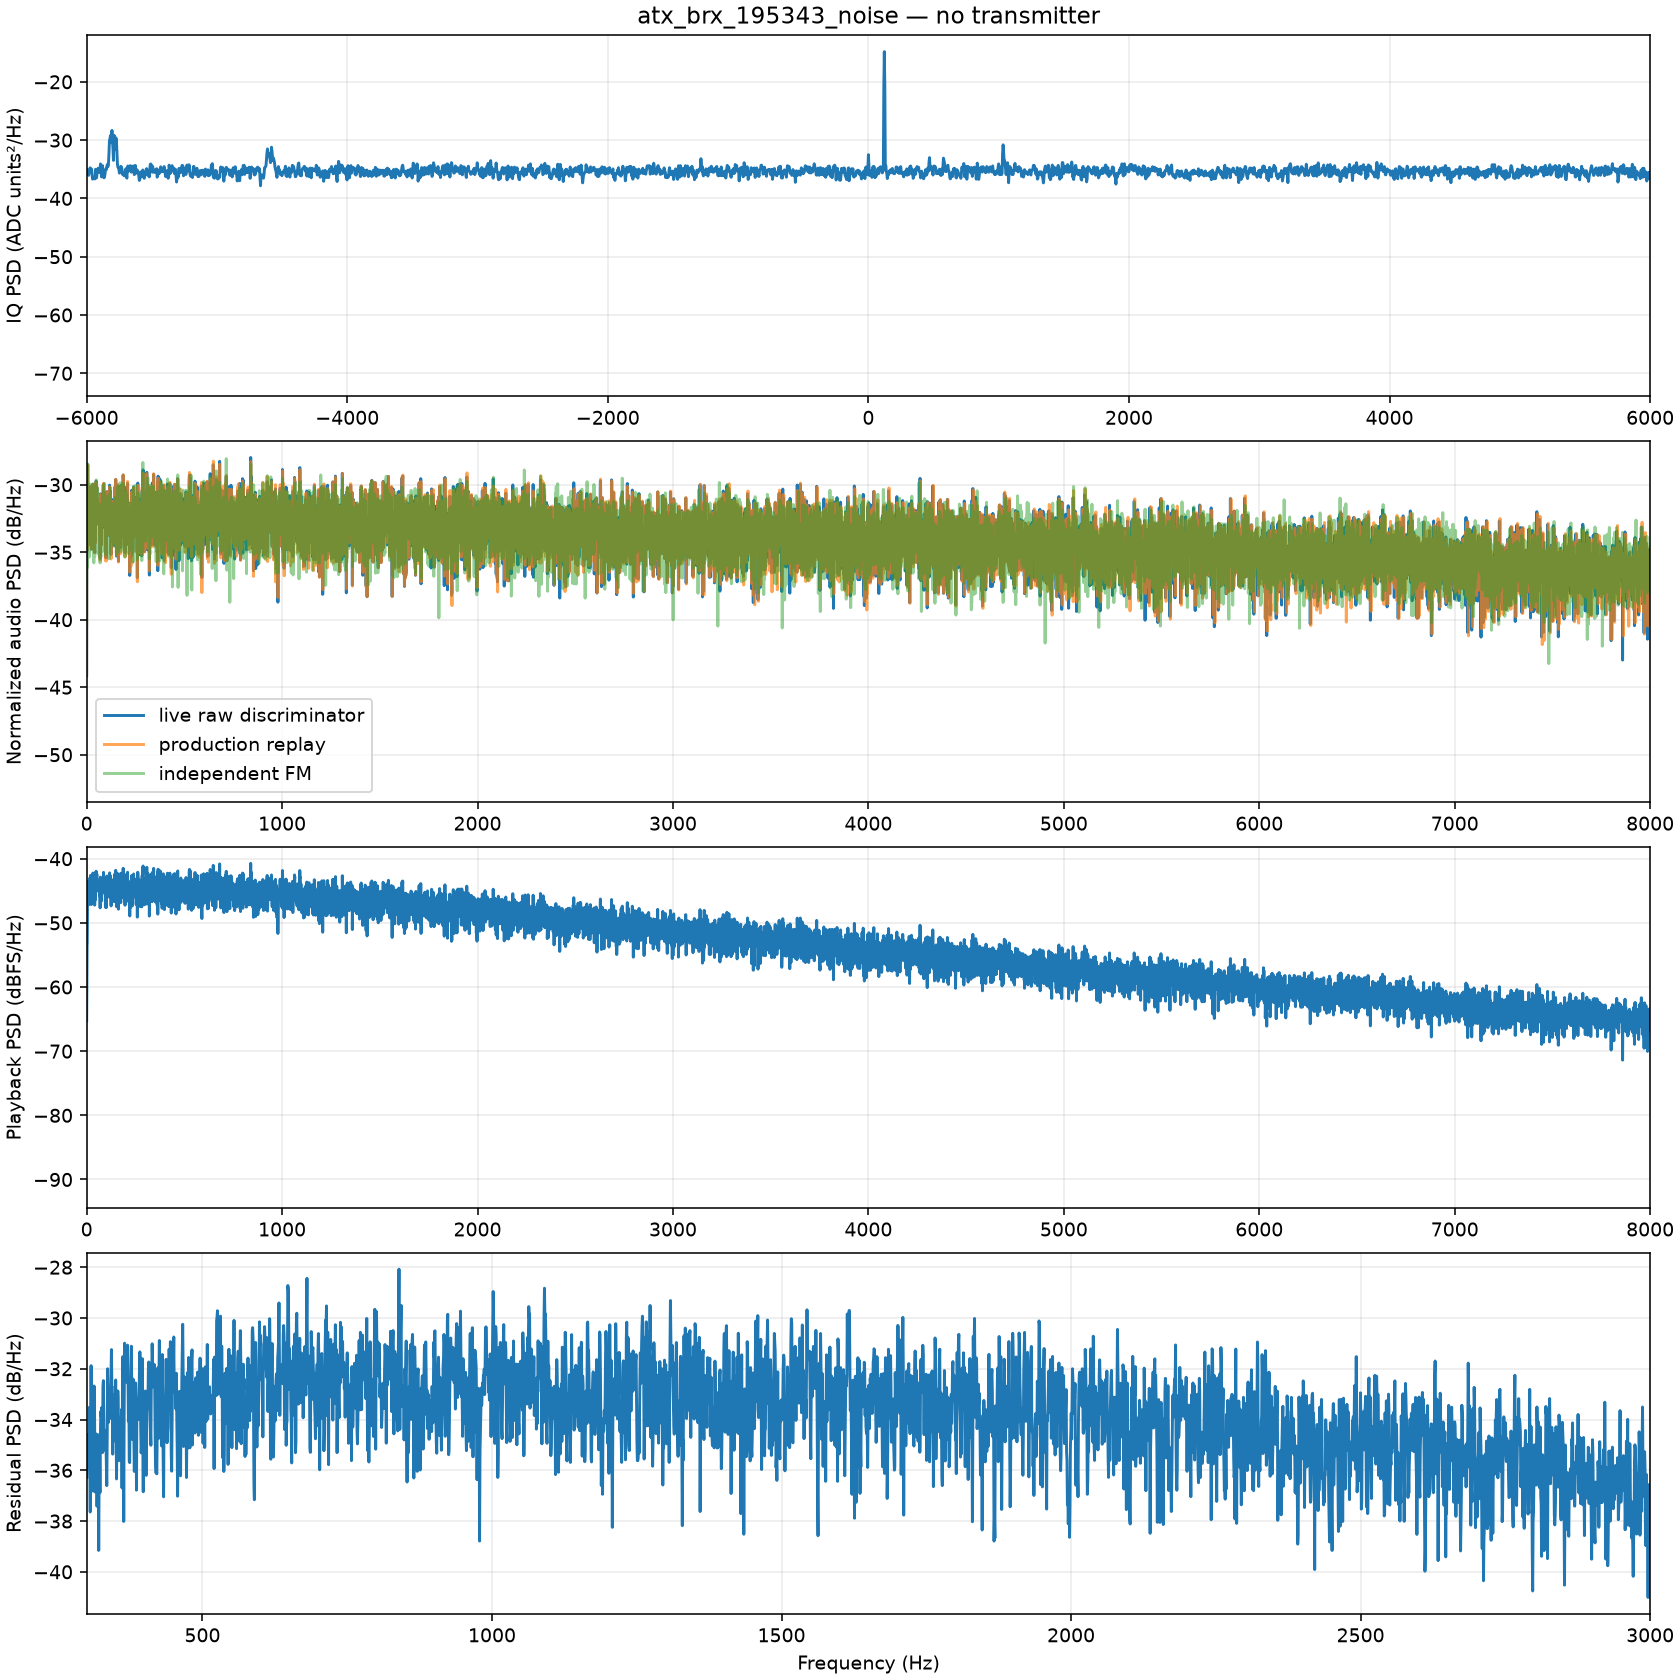 atx_brx_195343_noise — no transmitter
IQ PSD (ADC units²/Hz)
−20
−30
−40
−50
−60
−70
−6000 −4000 −2000 0 2000 4000 6000
Normalized audio PSD (dB/Hz)
−30
−35
−40
−45
−50
live raw discriminator
production replay
independent FM
0 1000 2000 3000 4000 5000 6000 7000 8000
Playback PSD (dBFS/Hz)
−40
−50
−60
−70
−80
−90
0 1000 2000 3000 4000 5000 6000 7000 8000
Residual PSD (dB/Hz)
−28
−30
−32
−34
−36
−38
−40
500 1000 1500 2000 2500 3000
Frequency (Hz)